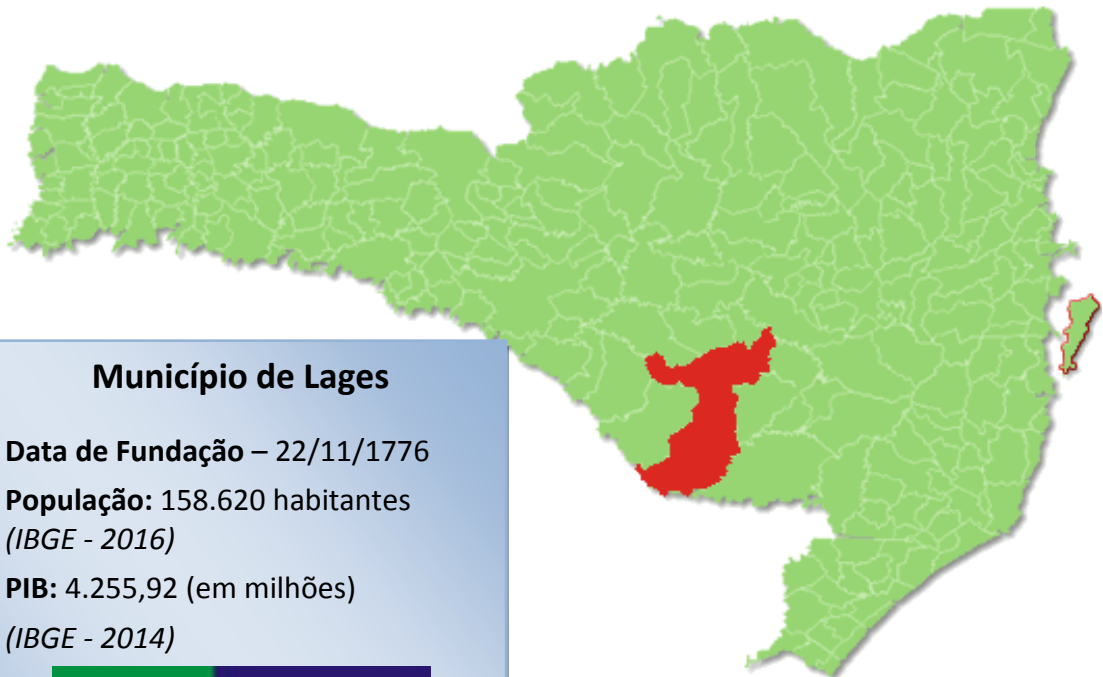 Município de Lages
Data de Fundação – 22/11/1776
População: 158.620 habitantes
(IBGE - 2016)
PIB: 4.255,92 (em milhões)
(IBGE - 2014)